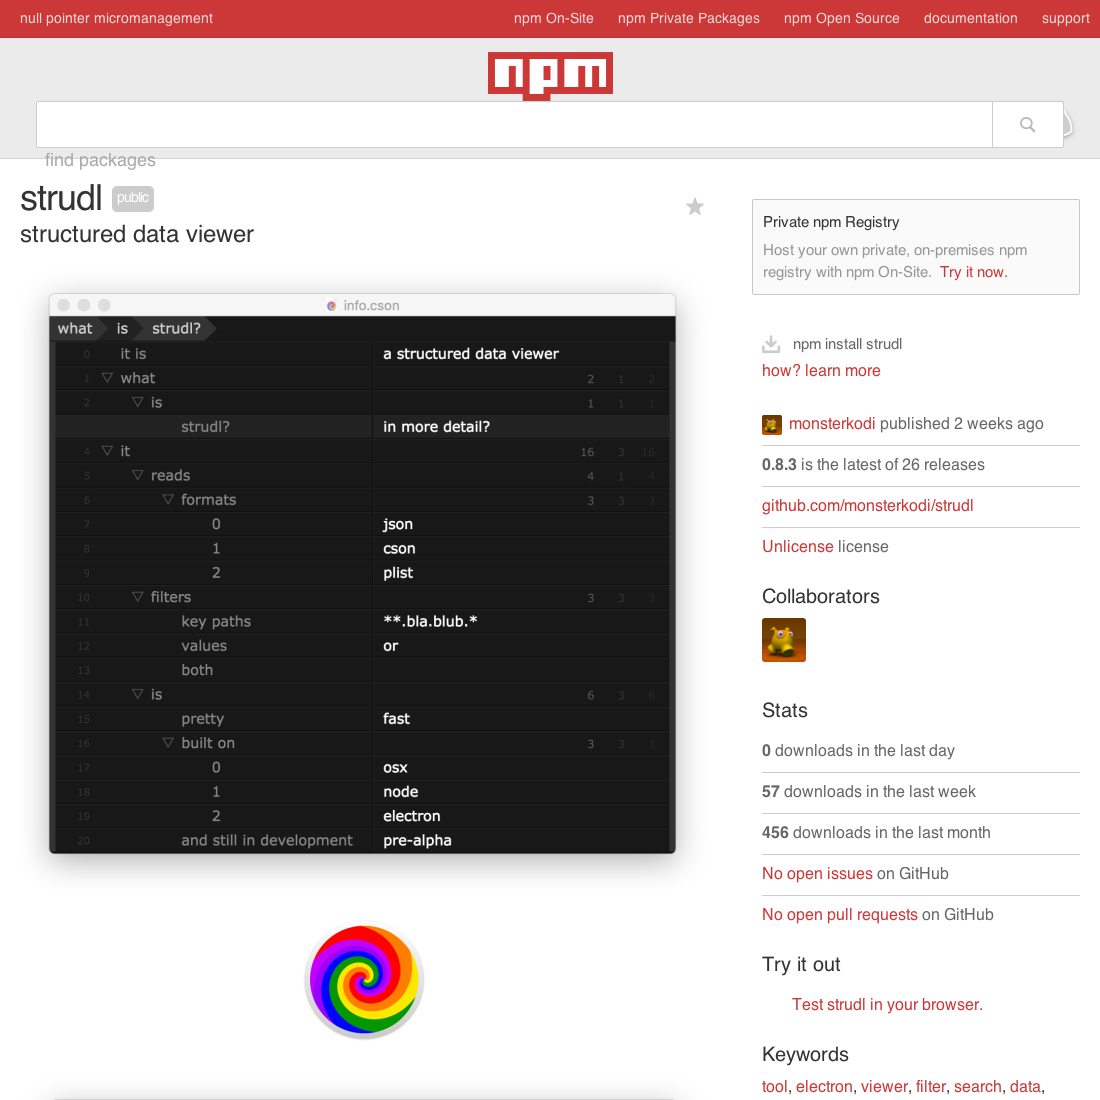 null pointer micromanagement
npm On-Site npm Private Packages npm Open Source documentation support
npm
find packages
strudl public
structured data viewer
info.cson
what is strudl?
0 it is a structured data viewer
1 ▽ what 2 1 2
2 ▽ is 1 1 1
strudl? in more detail?
4 ▽ it 16 3 16
5 ▽ reads 4 1 4
6 ▽ formats 3 3 3
7 0 json
8 1 cson
9 2 plist
10 ▽ filters 3 3 3
11 key paths **.bla.blub.*
12 values or
13 both
14 ▽ is 6 3 6
15 pretty fast
16 ▽ built on 3 3 3
17 0 osx
18 1 node
19 2 electron
20 and still in development pre-alpha
Private npm Registry
Host your own private, on-premises npm
registry with npm On-Site. Try it now.
npm install strudl
how? learn more
monsterkodi published 2 weeks ago
0.8.3 is the latest of 26 releases
github.com/monsterkodi/strudl
Unlicense license
Collaborators
Stats
0 downloads in the last day
57 downloads in the last week
456 downloads in the last month
No open issues on GitHub
No open pull requests on GitHub
Try it out
Test strudl in your browser.
Keywords
tool, electron, viewer, filter, search, data,